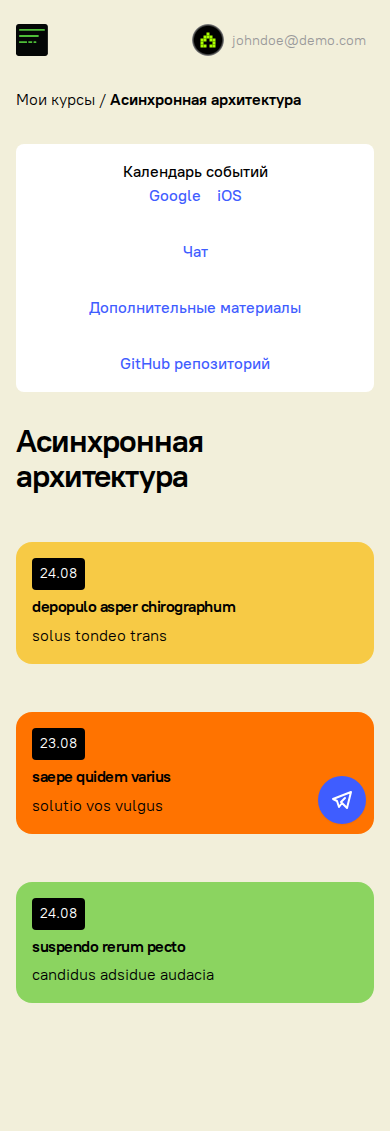 johndoe@demo.com
Мои курсы / Асинхронная архитектура
Календарь событий
Google iOS
Чат
Дополнительные материалы
GitHub репозиторий
Асинхронная
архитектура
24.08
depopulo asper chirographum
solus tondeo trans
23.08
saepe quidem varius
solutio vos vulgus
24.08
suspendo rerum pecto
candidus adsidue audacia